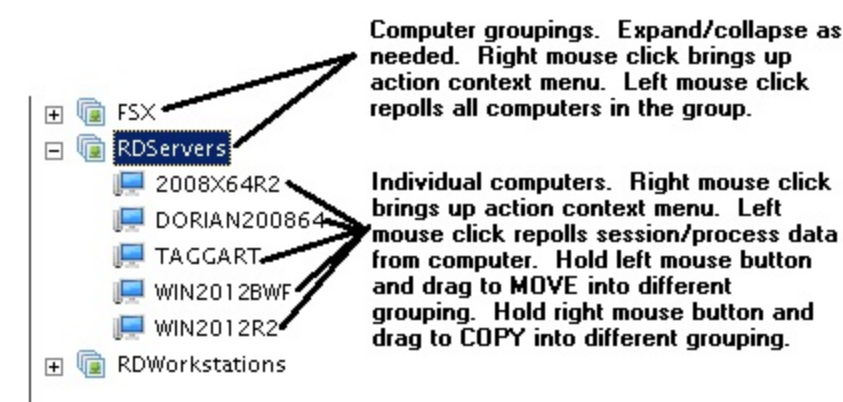 Computer groupings.  Expand/collapse as
needed.  Right mouse click brings up
action context menu.  Left mouse click
repolls all computers in the group.
FSX
RDServers
2008X64R2
DORIAN200864
TAGGART
WIN2012BWF
WIN2012R2
RDWorkstations
Individual computers.  Right mouse click
brings up action context menu.  Left
mouse click repolls session/process data
from computer.  Hold left mouse button
and drag to MOVE into different
grouping.  Hold right mouse button and
drag to COPY into different grouping.